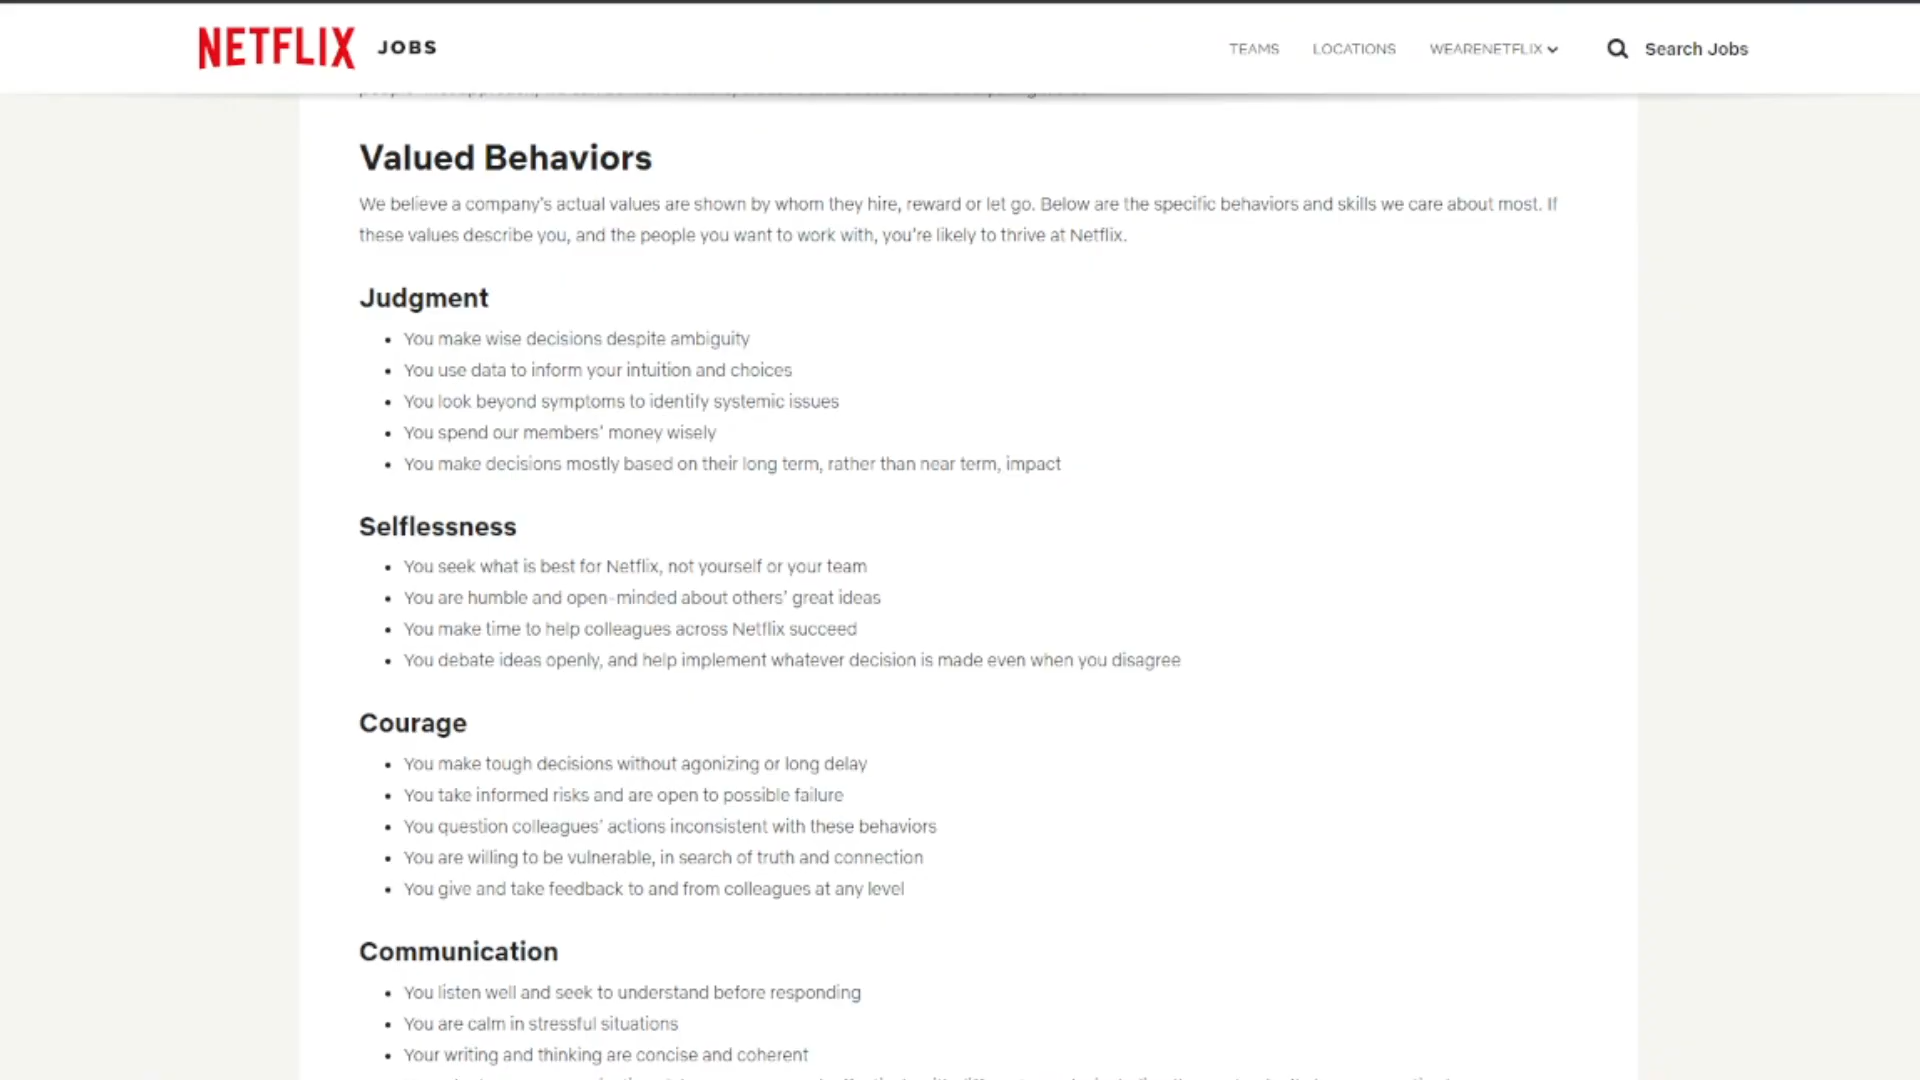 NETFLIX JOBS TEAMS LOCATIONS WEARENETFLIX Search Jobs
Valued Behaviors
We believe a company's actual values are shown by whom they hire, reward or let go. Below are the specific behaviors and skills we care about most. If
these values describe you, and the people you want to work with, you're likely to thrive at Netflix.
Judgment
• You make wise decisions despite ambiguity
• You use data to inform your intuition and choices
• You look beyond symptoms to identify systemic issues
• You spend our members' money wisely
• You make decisions mostly based on their long term, rather than near term, impact
Selflessness
• You seek what is best for Netflix, not yourself or your team
• You are humble and open-minded about others' great ideas
• You make time to help colleagues across Netflix succeed
• You debate ideas openly, and help implement whatever decision is made even when you disagree
Courage
• You make tough decisions without agonizing or long delay
• You take informed risks and are open to possible failure
• You question colleagues' actions inconsistent with these behaviors
• You are willing to be vulnerable, in search of truth and connection
• You give and take feedback to and from colleagues at any level
Communication
• You listen well and seek to understand before responding
• You are calm in stressful situations
• Your writing and thinking are concise and coherent